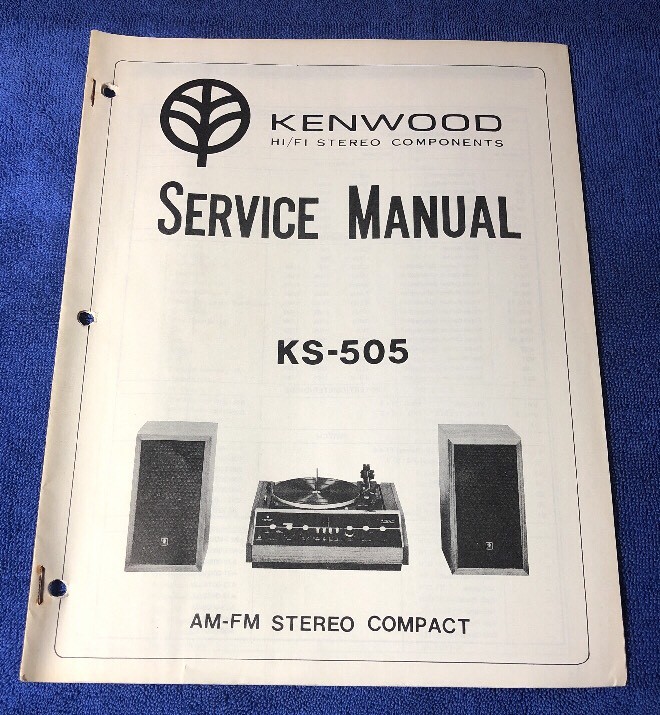 KENWOOD
HI/FI STEREO COMPONENTS
SERVICE MANUAL
KS-505
AM-FM STEREO COMPACT